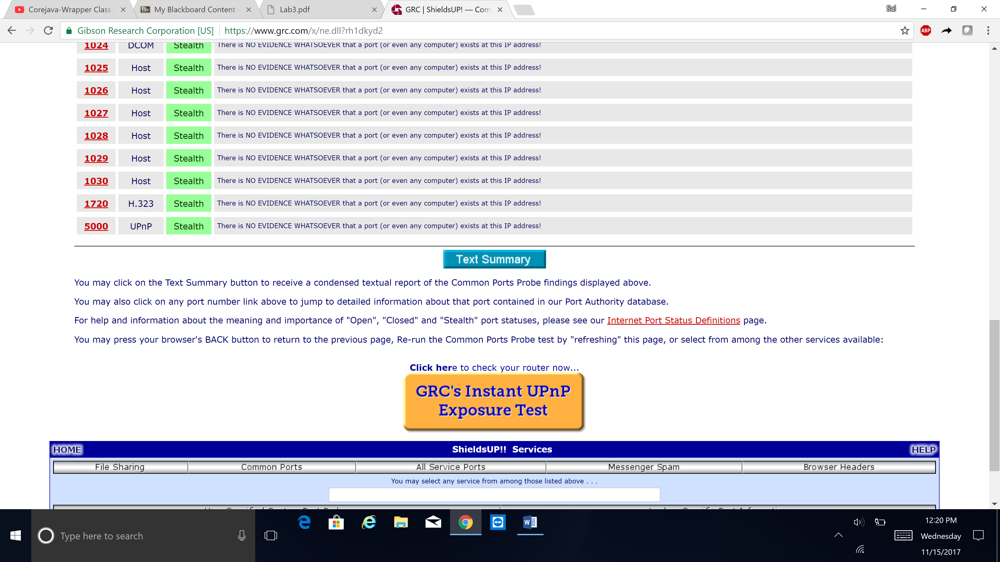 Corejava-Wrapper Class-
My Blackboard Content -
Lab3.pdf
GRC | ShieldsUP! — Com
Sai
Gibson Research Corporation [US]
https://www.grc.com/x/ne.dll?rh1dkyd2
ABP
1024 DCOM Stealth There is NO EVIDENCE WHATSOEVER that a port (or even any computer) exists at this IP address!
1025 Host Stealth There is NO EVIDENCE WHATSOEVER that a port (or even any computer) exists at this IP address!
1026 Host Stealth There is NO EVIDENCE WHATSOEVER that a port (or even any computer) exists at this IP address!
1027 Host Stealth There is NO EVIDENCE WHATSOEVER that a port (or even any computer) exists at this IP address!
1028 Host Stealth There is NO EVIDENCE WHATSOEVER that a port (or even any computer) exists at this IP address!
1029 Host Stealth There is NO EVIDENCE WHATSOEVER that a port (or even any computer) exists at this IP address!
1030 Host Stealth There is NO EVIDENCE WHATSOEVER that a port (or even any computer) exists at this IP address!
1720 H.323 Stealth There is NO EVIDENCE WHATSOEVER that a port (or even any computer) exists at this IP address!
5000 UPnP Stealth There is NO EVIDENCE WHATSOEVER that a port (or even any computer) exists at this IP address!
Text Summary
You may click on the Text Summary button to receive a condensed textual report of the Common Ports Probe findings displayed above.
You may also click on any port number link above to jump to detailed information about that port contained in our Port Authority database.
For help and information about the meaning and importance of "Open", "Closed" and "Stealth" port statuses, please see our Internet Port Status Definitions page.
You may press your browser's BACK button to return to the previous page, Re-run the Common Ports Probe test by "refreshing" this page, or select from among the other services available:
Click here to check your router now...
GRC's Instant UPnP
Exposure Test
HOME ShieldsUP!! Services HELP
File Sharing Common Ports All Service Ports Messenger Spam Browser Headers
You may select any service from among those listed above . . .
Type here to search
12:20 PM
Wednesday
11/15/2017